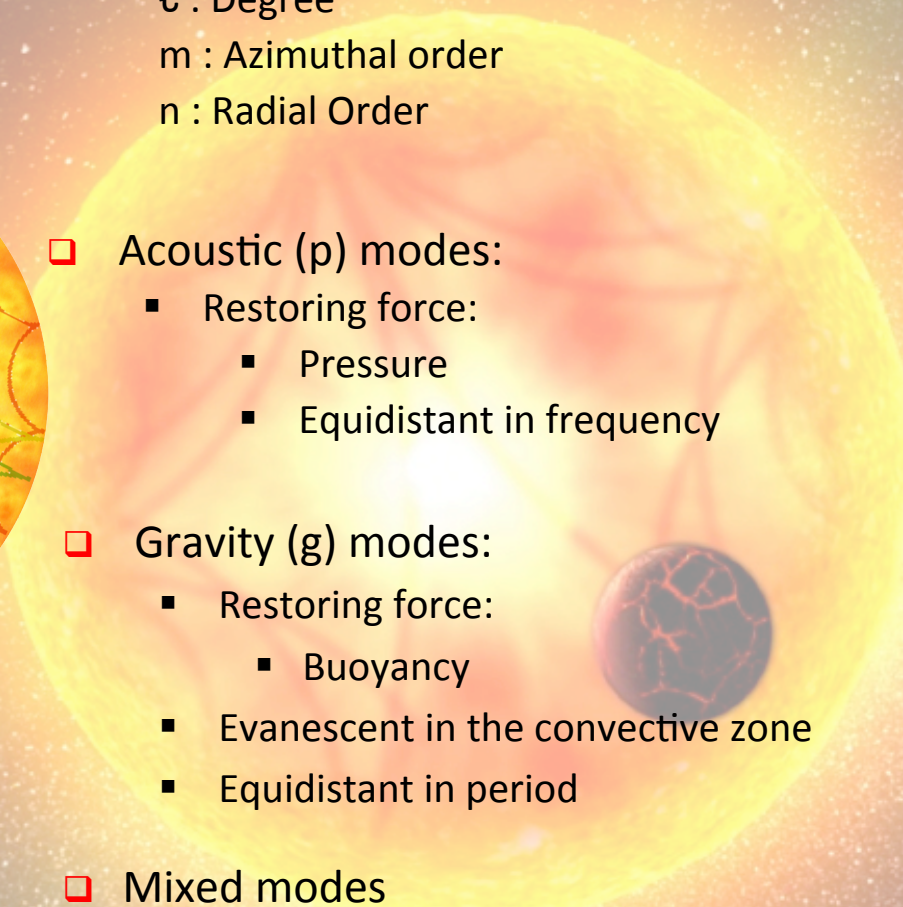 : Degree
m : Azimuthal order
n : Radial Order
❑ Acoustic (p) modes:
▪ Restoring force:
▪ Pressure
▪ Equidistant in frequency
❑ Gravity (g) modes:
▪ Restoring force:
▪ Buoyancy
▪ Evanescent in the convective zone
▪ Equidistant in period
❑ Mixed modes